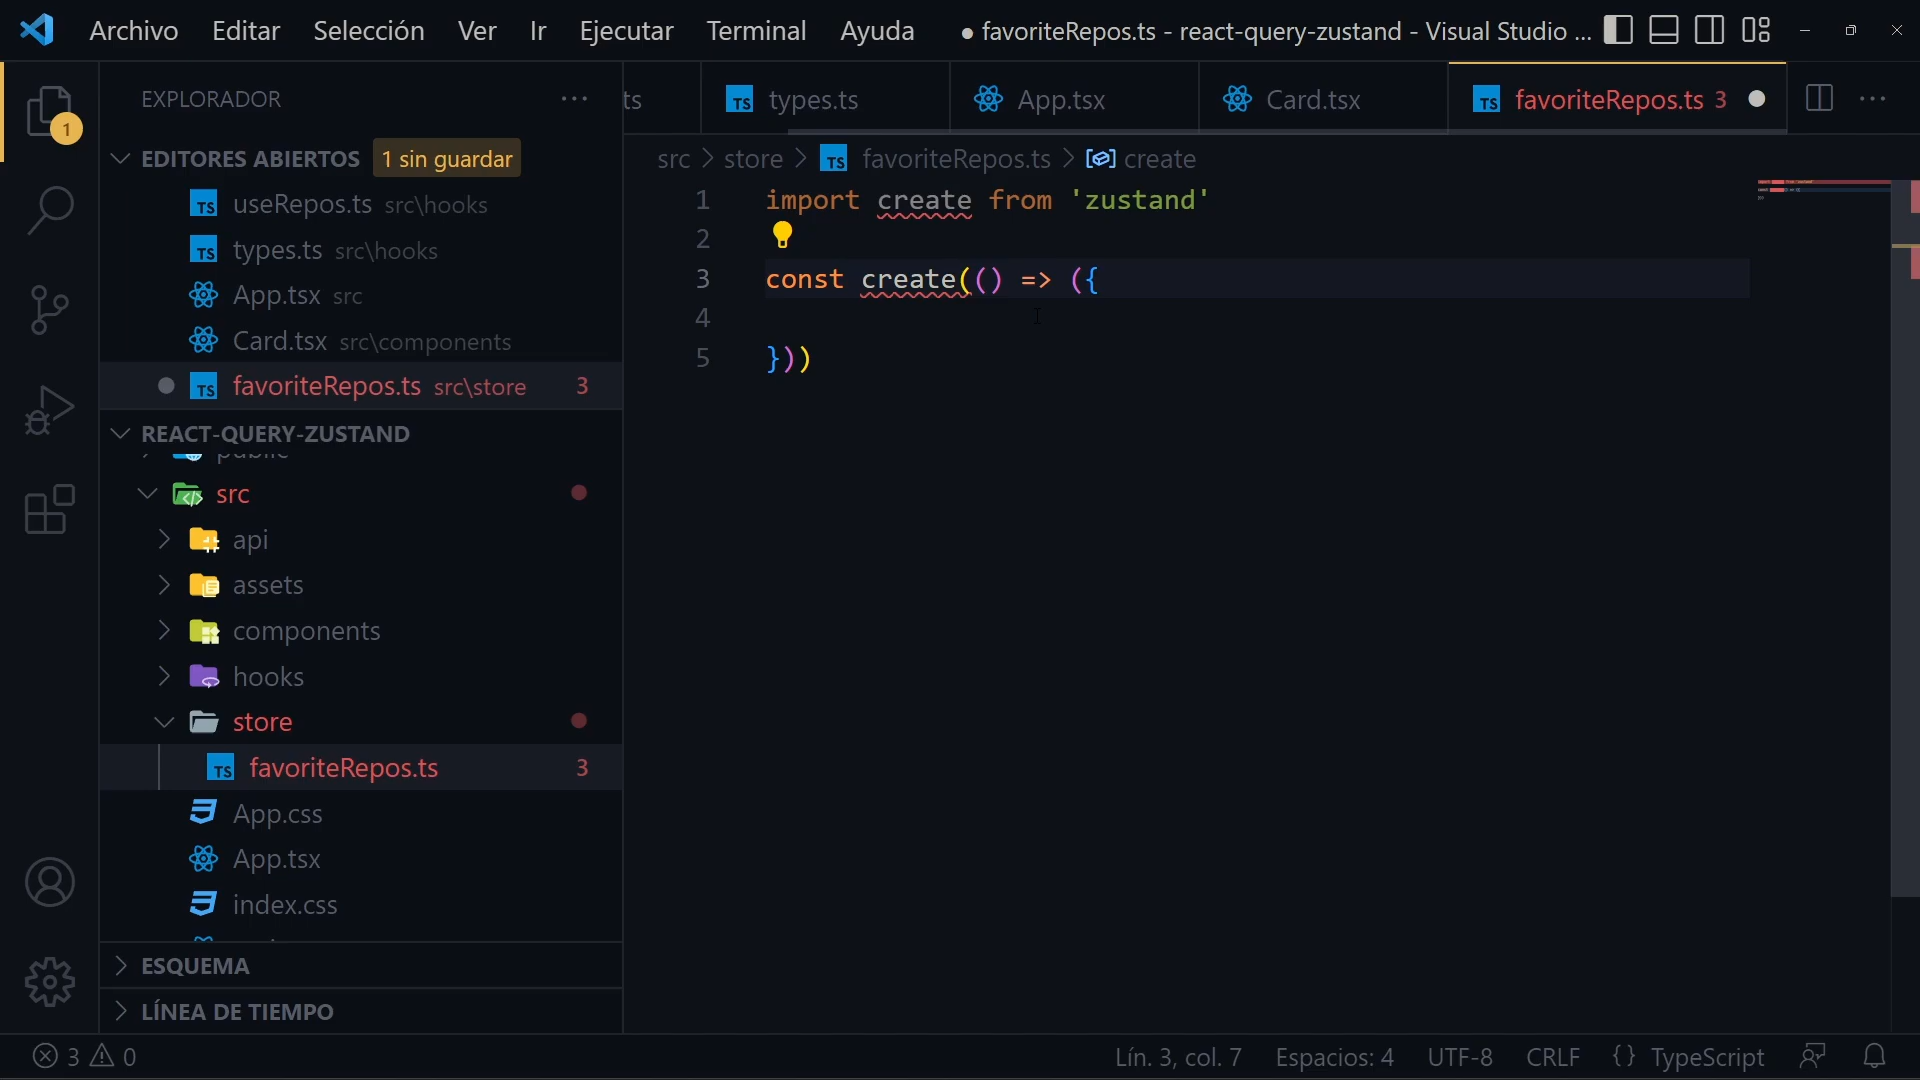 Archivo Editar Selección Ver Ir Ejecutar Terminal Ayuda ● favoriteRepos.ts - react-query-zustand - Visual Studio ...
EXPLORADOR
ts types.ts App.tsx Card.tsx favoriteRepos.ts 3
EDITORES ABIERTOS 1 sin guardar
useRepos.ts src\hooks
types.ts src\hooks
App.tsx src
Card.tsx src\components
favoriteRepos.ts src\store 3
REACT-QUERY-ZUSTAND
public
src
api
assets
components
hooks
store
favoriteRepos.ts 3
App.css
App.tsx
index.css
ESQUEMA
LÍNEA DE TIEMPO
src > store > TS favoriteRepos.ts > create
1 import create from 'zustand'
2
3 const create(() => ({
4
5 }))
3 0 Lín. 3, col. 7 Espacios: 4 UTF-8 CRLF {} TypeScript
1